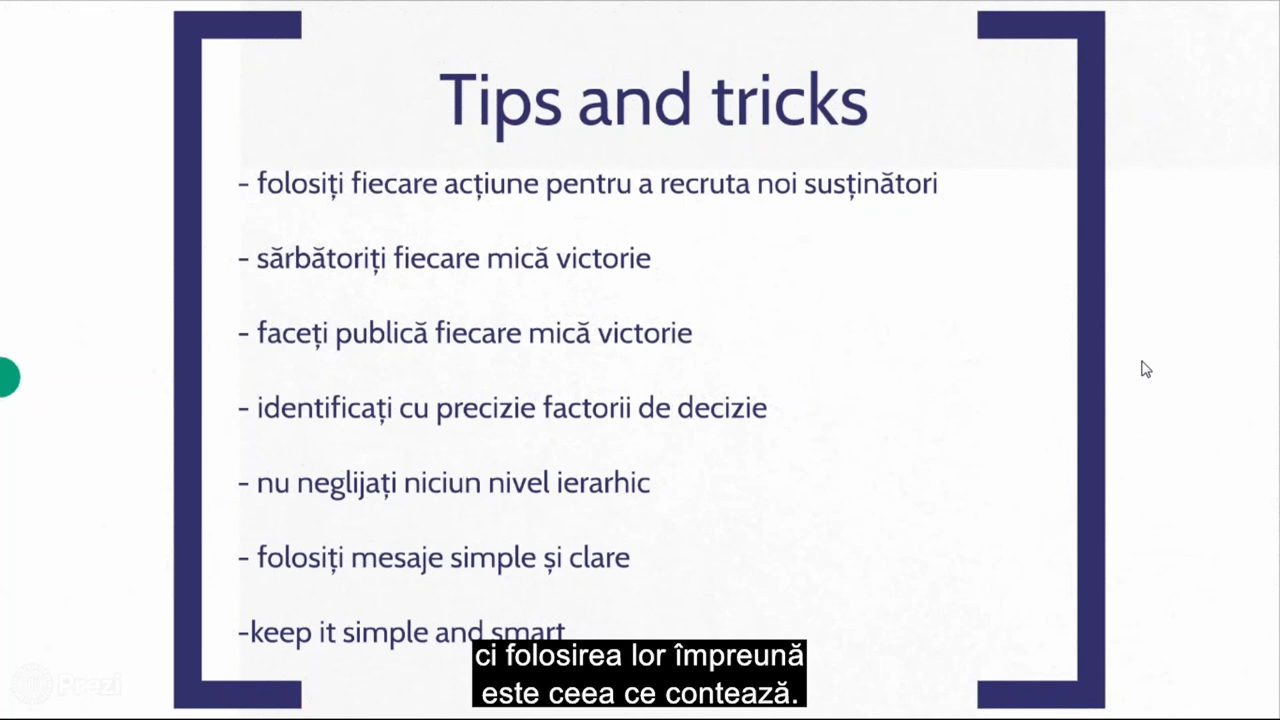 Tips and tricks
- folosiți fiecare acțiune pentru a recruta noi susținători
- sărbătoriți fiecare mică victorie
- faceți publică fiecare mică victorie
- identificați cu precizie factorii de decizie
- nu neglijați niciun nivel ierarhic
- folosiți mesaje simple și clare
-keep it simple and smart
ci folosirea lor împreună
este ceea ce contează.
Prezi